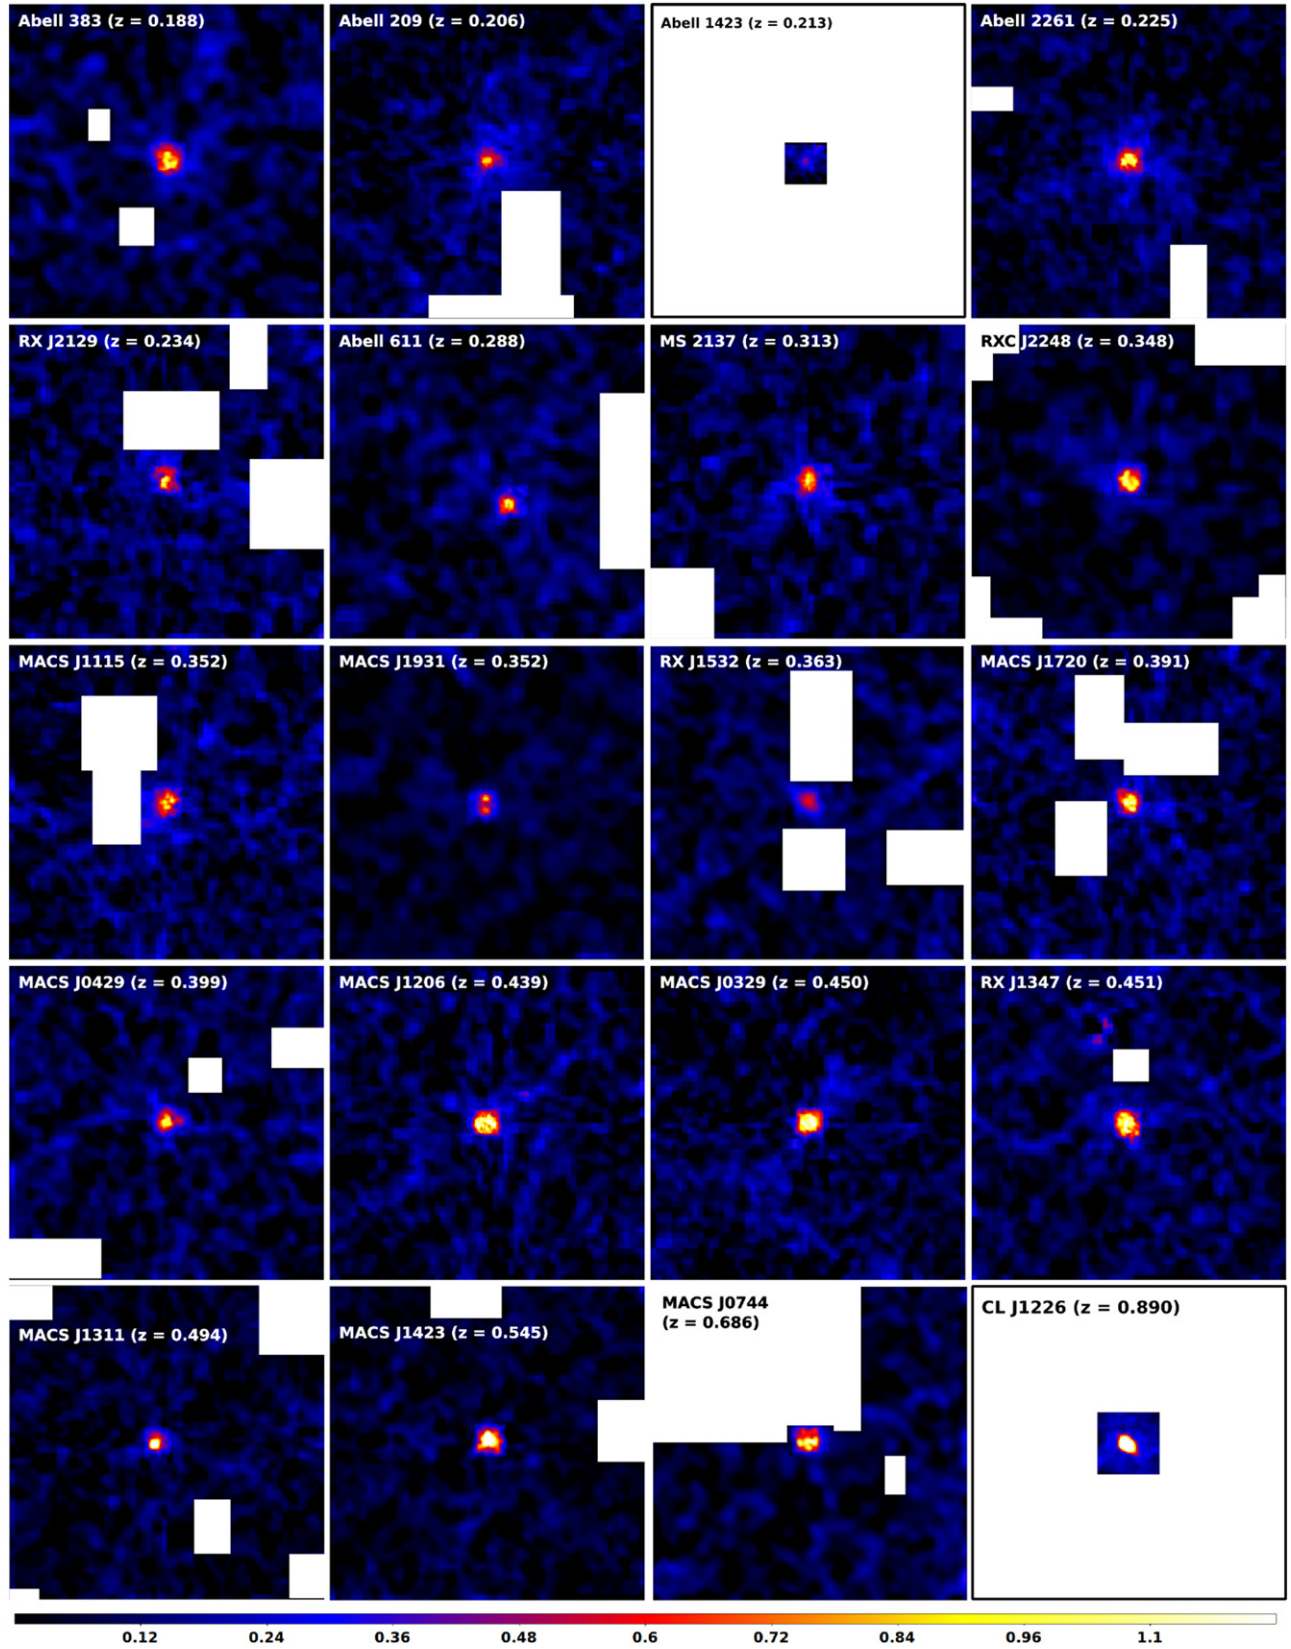 Abell 383 (z = 0.188)
Abell 209 (z = 0.206)
Abell 1423 (z = 0.213)
Abell 2261 (z = 0.225)
RX J2129 (z = 0.234)
Abell 611 (z = 0.288)
MS 2137 (z = 0.313)
RXC J2248 (z = 0.348)
MACS J1115 (z = 0.352)
MACS J1931 (z = 0.352)
RX J1532 (z = 0.363)
MACS J1720 (z = 0.391)
MACS J0429 (z = 0.399)
MACS J1206 (z = 0.439)
MACS J0329 (z = 0.450)
RX J1347 (z = 0.451)
MACS J1311 (z = 0.494)
MACS J1423 (z = 0.545)
MACS J0744
(z = 0.686)
CL J1226 (z = 0.890)
0.12 0.24 0.36 0.48 0.6 0.72 0.84 0.96 1.1